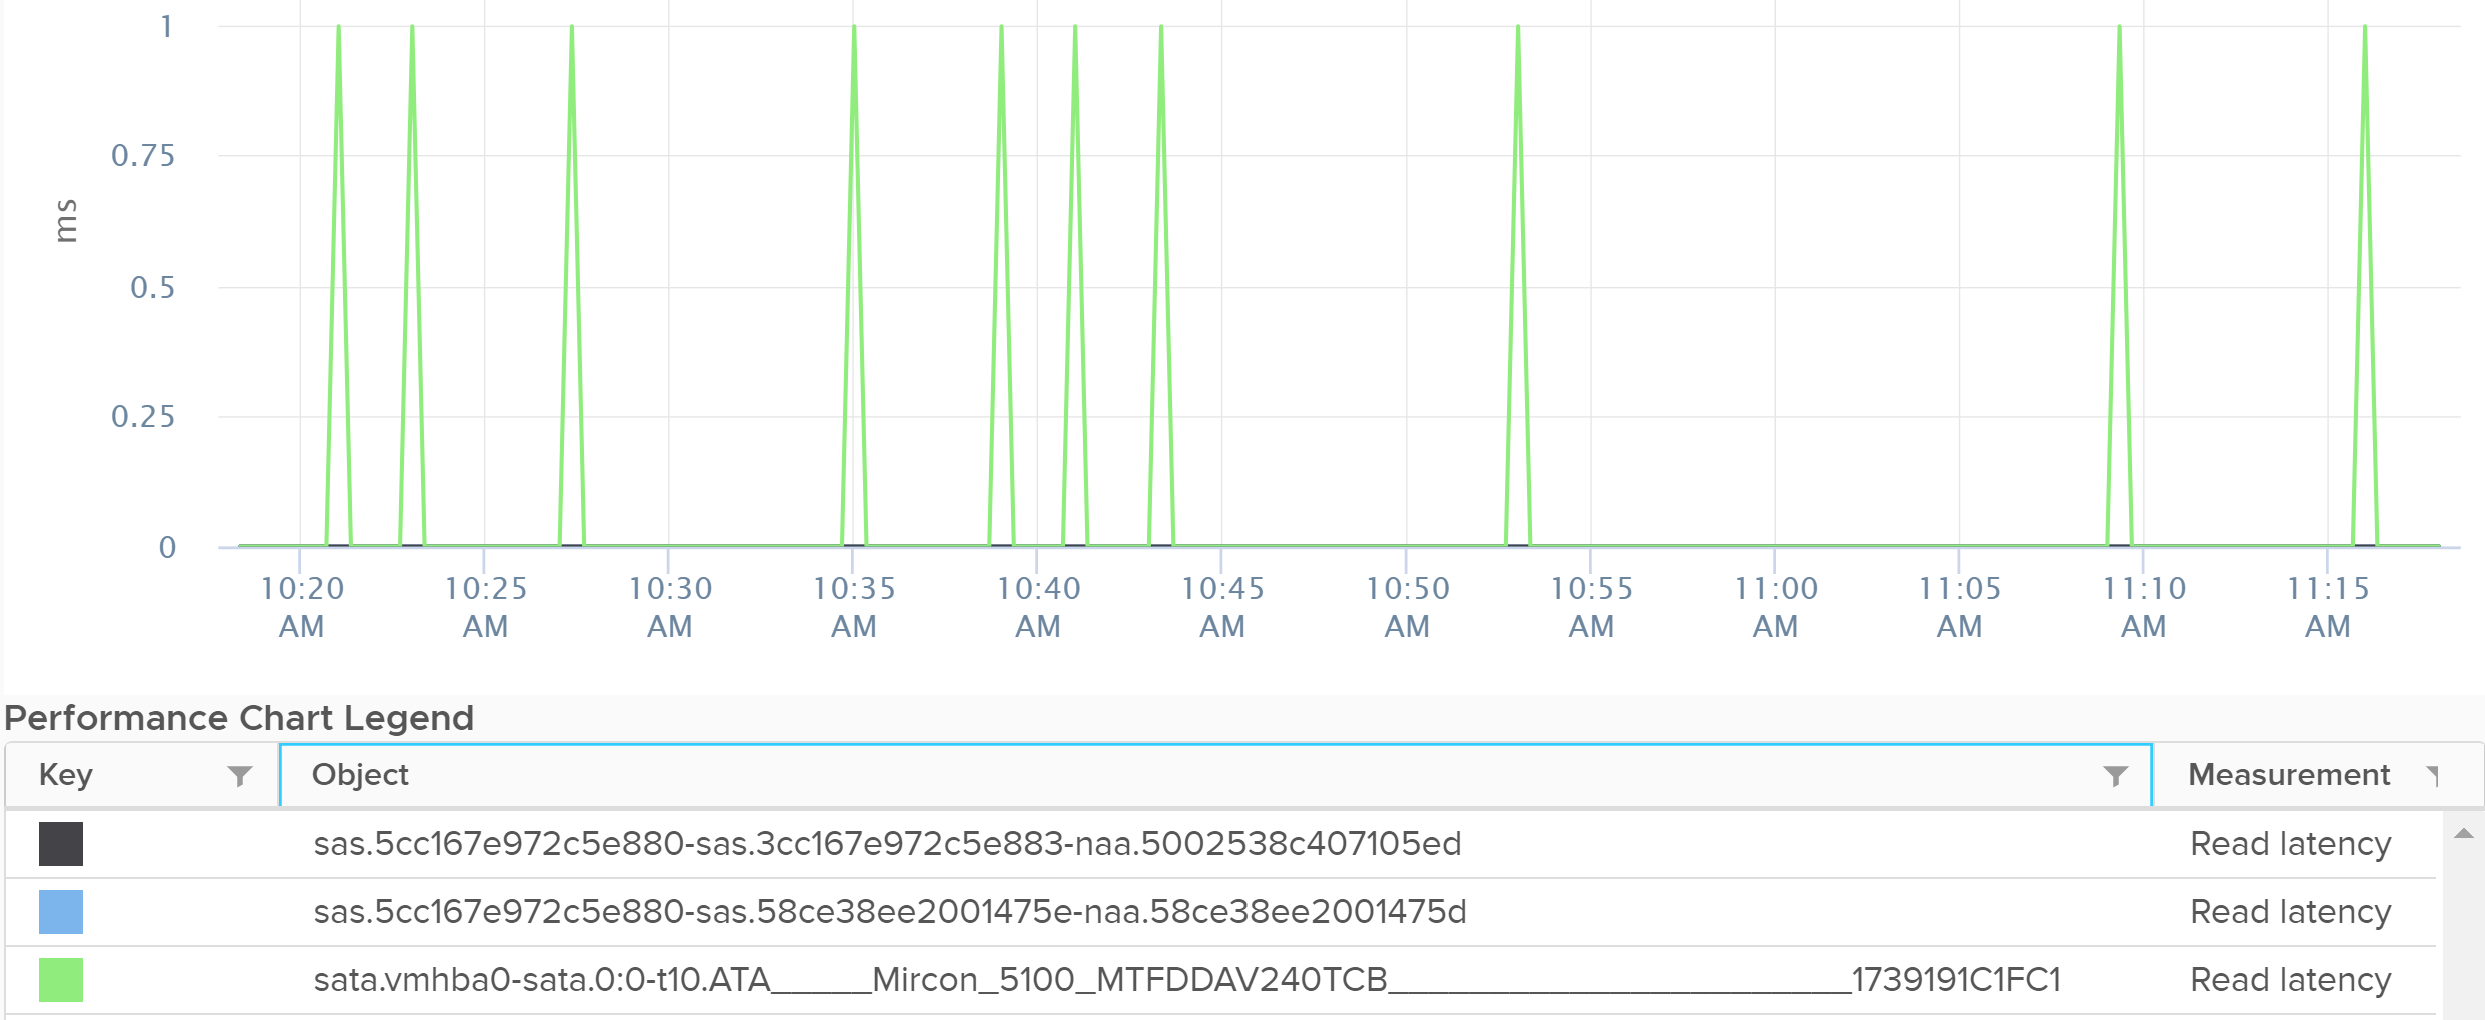 1
0.75
ms
0.5
0.25
0
10:20 AM 10:25 AM 10:30 AM 10:35 AM 10:40 AM 10:45 AM 10:50 AM 10:55 AM 11:00 AM 11:05 AM 11:10 AM 11:15 AM
Performance Chart Legend
Key Object Measurement
sas.5cc167e972c5e880-sas.3cc167e972c5e883-naa.5002538c407105ed Read latency
sas.5cc167e972c5e880-sas.58ce38ee2001475e-naa.58ce38ee2001475d Read latency
sata.vmhba0-sata.0:0-t10.ATA_____Mircon_5100_MTFDDAV240TCB_______________________1739191C1FC1 Read latency